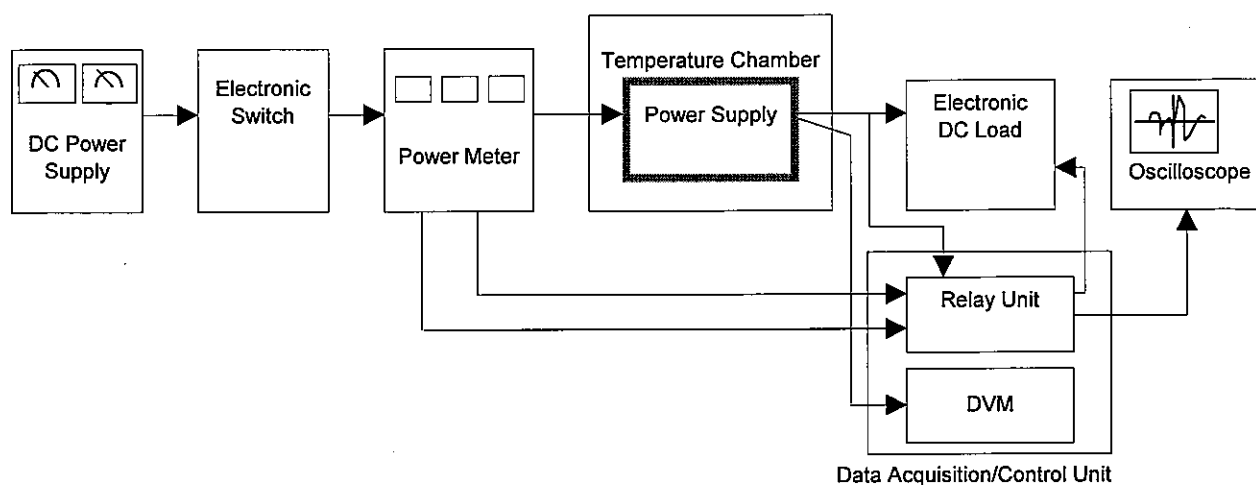 DC Power
Supply
Electronic
Switch
Power Meter
Temperature Chamber
Power Supply
Electronic
DC Load
Oscilloscope
Relay Unit
DVM
Data Acquisition/Control Unit